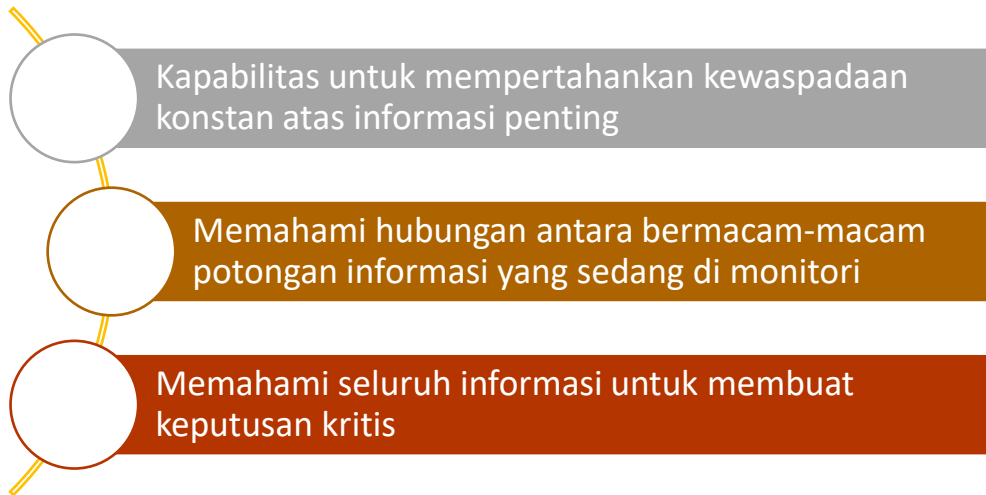 Kapabilitas untuk mempertahankan kewaspadaan
konstan atas informasi penting
Memahami hubungan antara bermacam-macam
potongan informasi yang sedang di monitori
Memahami seluruh informasi untuk membuat
keputusan kritis